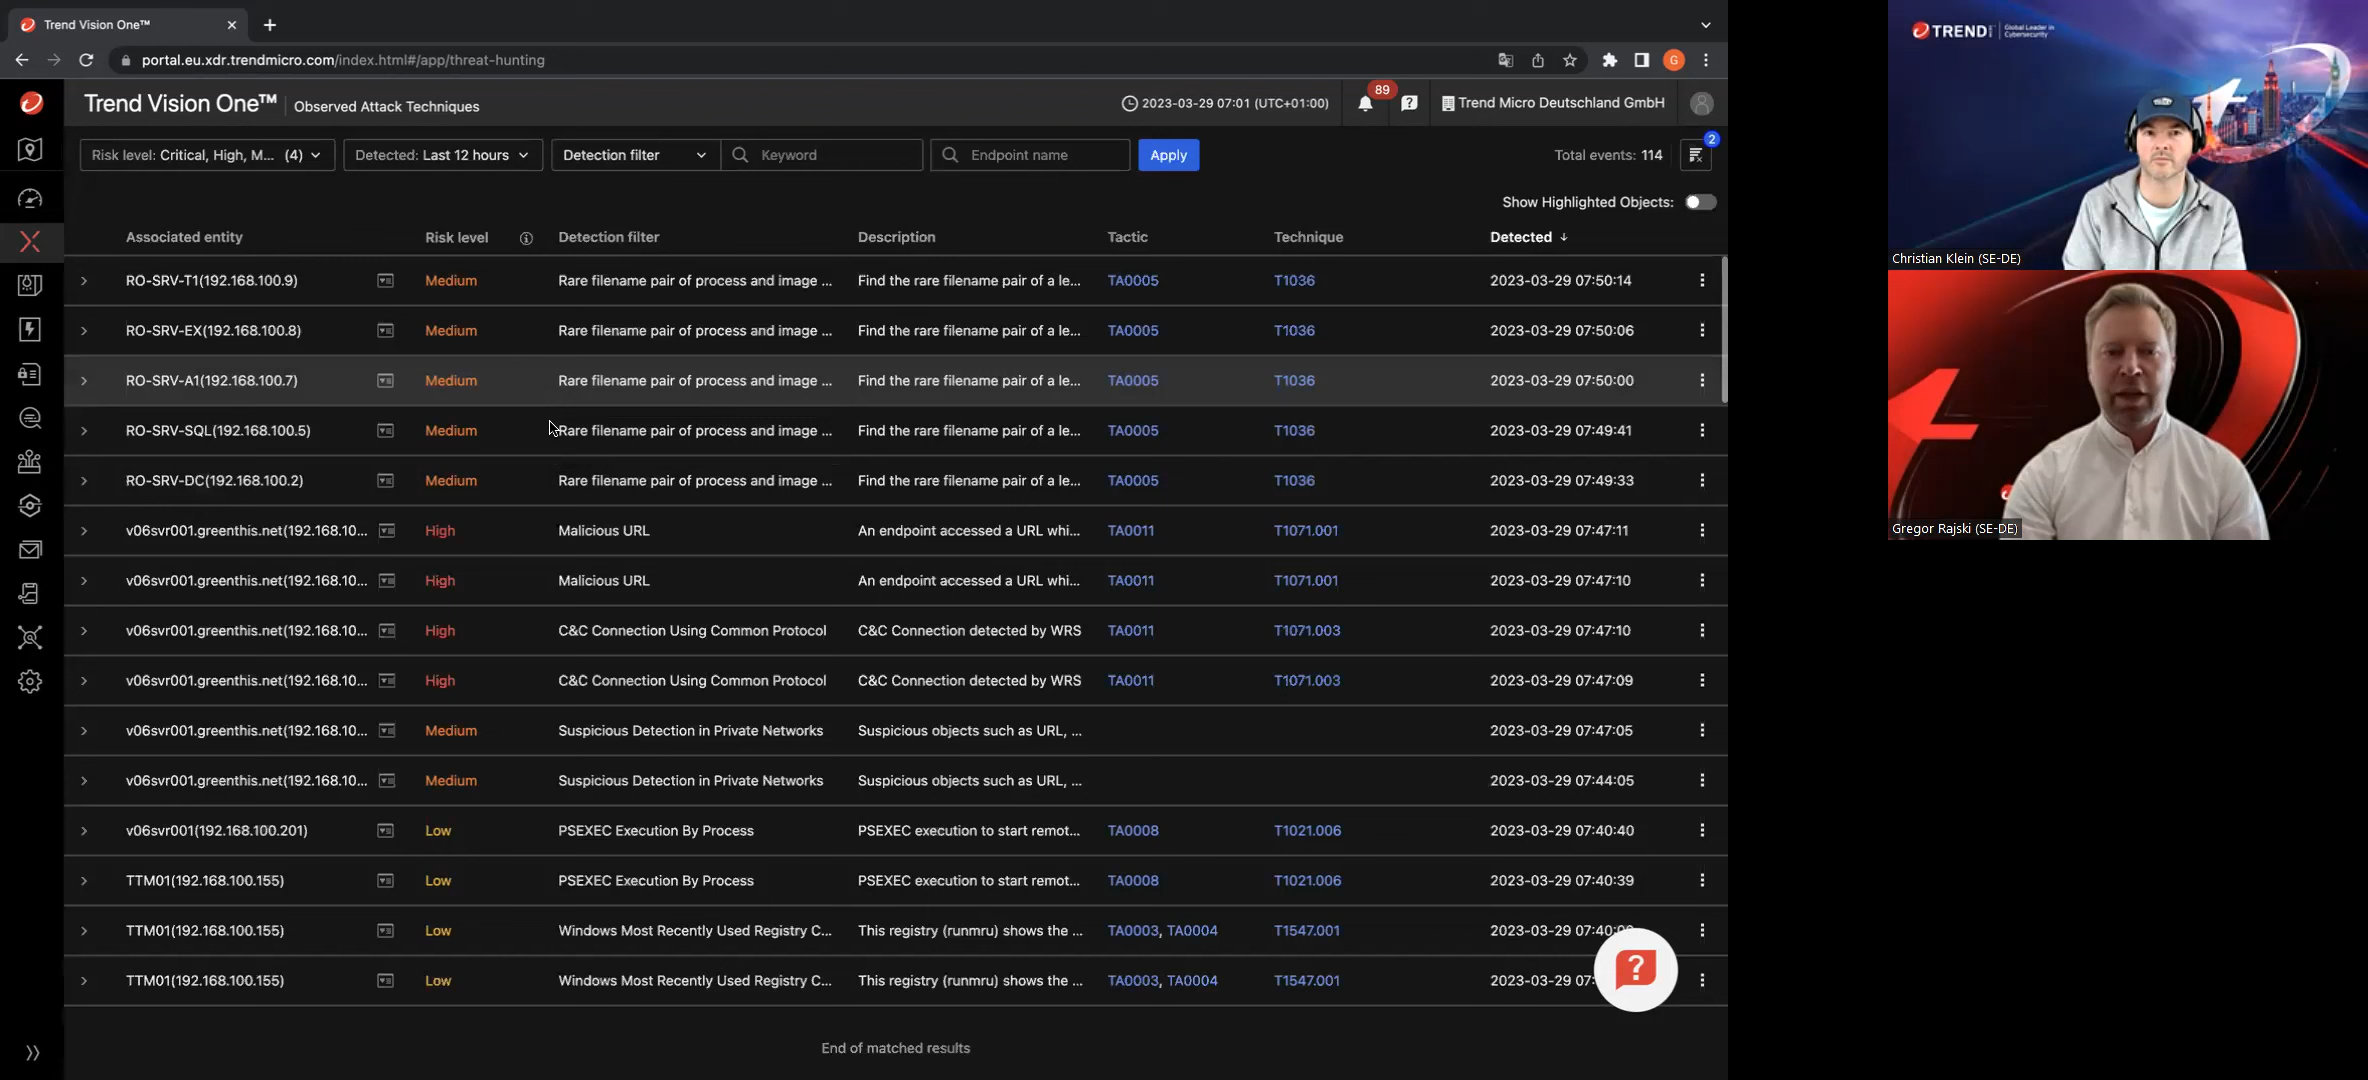 Trend Vision One™
portal.eu.xdr.trendmicro.com/index.html#/app/threat-hunting
G
Trend Vision One™ | Observed Attack Techniques
2023-03-29 07:01 (UTC+01:00)
89
Trend Micro Deutschland GmbH
Risk level: Critical, High, M... (4)
Detected: Last 12 hours
Detection filter
Keyword
Endpoint name
Apply
Total events: 114
2
Show Highlighted Objects:
Associated entity Risk level Detection filter Description Tactic Technique Detected ↓
RO-SRV-T1(192.168.100.9) Medium Rare filename pair of process and image ... Find the rare filename pair of a le... TA0005 T1036 2023-03-29 07:50:14
RO-SRV-EX(192.168.100.8) Medium Rare filename pair of process and image ... Find the rare filename pair of a le... TA0005 T1036 2023-03-29 07:50:06
RO-SRV-A1(192.168.100.7) Medium Rare filename pair of process and image ... Find the rare filename pair of a le... TA0005 T1036 2023-03-29 07:50:00
RO-SRV-SQL(192.168.100.5) Medium Rare filename pair of process and image ... Find the rare filename pair of a le... TA0005 T1036 2023-03-29 07:49:41
RO-SRV-DC(192.168.100.2) Medium Rare filename pair of process and image ... Find the rare filename pair of a le... TA0005 T1036 2023-03-29 07:49:33
v06svr001.greenthis.net(192.168.10... High Malicious URL An endpoint accessed a URL whi... TA0011 T1071.001 2023-03-29 07:47:11
v06svr001.greenthis.net(192.168.10... High Malicious URL An endpoint accessed a URL whi... TA0011 T1071.001 2023-03-29 07:47:10
v06svr001.greenthis.net(192.168.10... High C&C Connection Using Common Protocol C&C Connection detected by WRS TA0011 T1071.003 2023-03-29 07:47:10
v06svr001.greenthis.net(192.168.10... High C&C Connection Using Common Protocol C&C Connection detected by WRS TA0011 T1071.003 2023-03-29 07:47:09
v06svr001.greenthis.net(192.168.10... Medium Suspicious Detection in Private Networks Suspicious objects such as URL, ... 2023-03-29 07:47:05
v06svr001.greenthis.net(192.168.10... Medium Suspicious Detection in Private Networks Suspicious objects such as URL, ... 2023-03-29 07:44:05
v06svr001(192.168.100.201) Low PSEXEC Execution By Process PSEXEC execution to start remot... TA0008 T1021.006 2023-03-29 07:40:40
TTM01(192.168.100.155) Low PSEXEC Execution By Process PSEXEC execution to start remot... TA0008 T1021.006 2023-03-29 07:40:39
TTM01(192.168.100.155) Low Windows Most Recently Used Registry C... This registry (runmru) shows the ... TA0003, TA0004 T1547.001 2023-03-29 07:40:
TTM01(192.168.100.155) Low Windows Most Recently Used Registry C... This registry (runmru) shows the ... TA0003, TA0004 T1547.001 2023-03-29 07:
?
End of matched results
TREND | Global Leader in
Cybersecurity
Christian Klein (SE-DE)
Gregor Rajski (SE-DE)